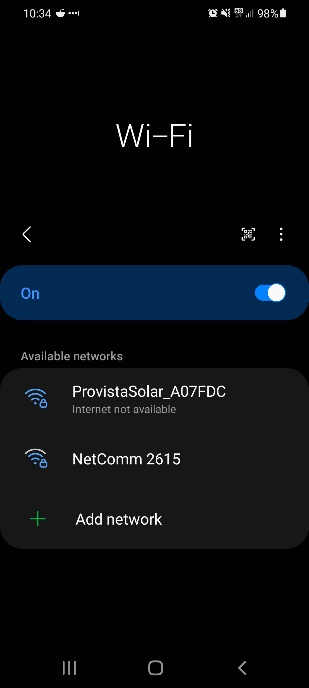 10:34
98%
Wi-Fi
On
Available networks
ProvistaSolar_A07FDC
Internet not available
NetComm 2615
Add network